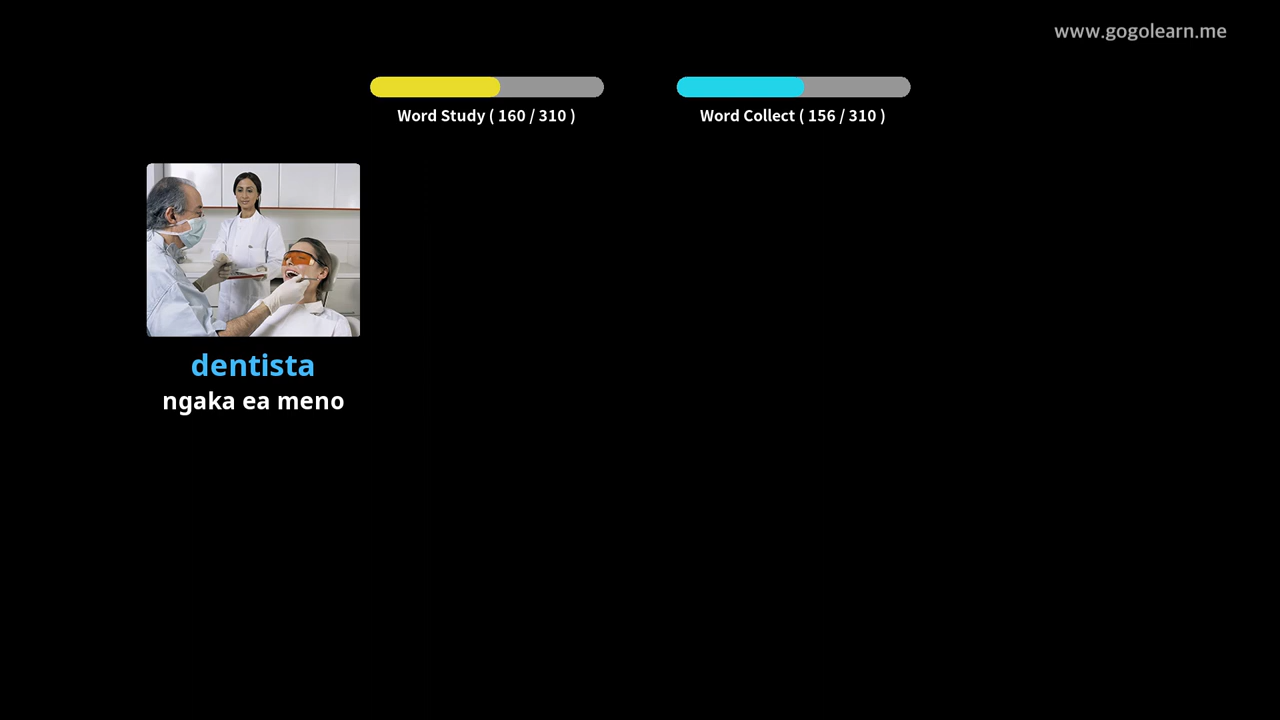 www.gogolearn.me
Word Study ( 160 / 310 )
Word Collect ( 156 / 310 )
dentista
ngaka ea meno